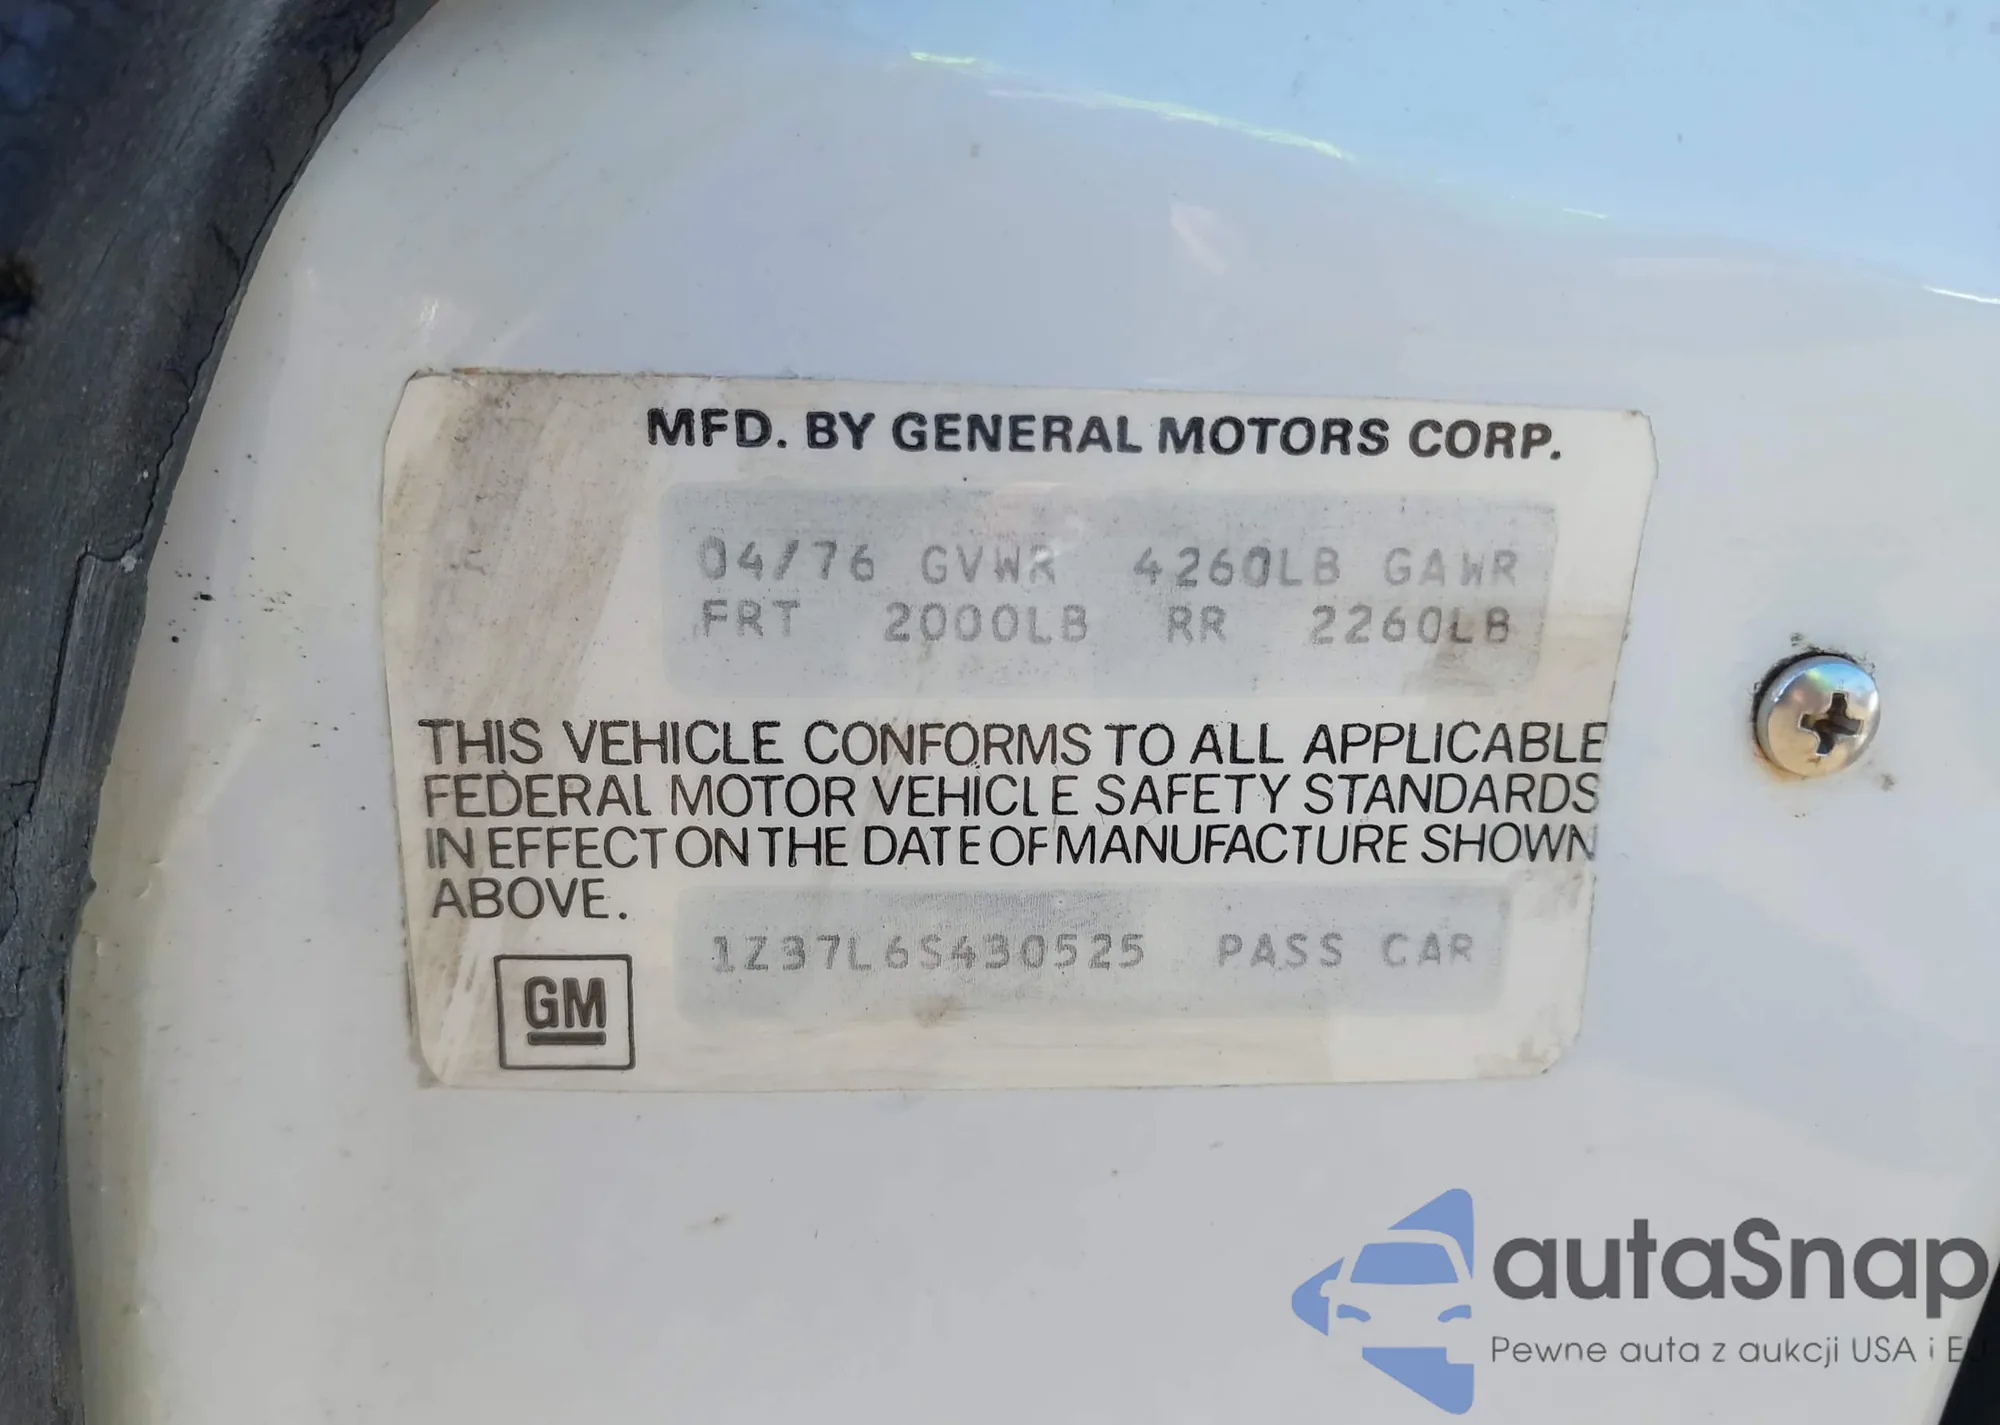 MFD. BY GENERAL MOTORS CORP.
04/76 GVWR 4260LB GAWR
FRT 2000LB RR 2260LB
THIS VEHICLE CONFORMS TO ALL APPLICABLE
FEDERAL MOTOR VEHICLE SAFETY STANDARDS
IN EFFECT ON THE DATE OF MANUFACTURE SHOWN
ABOVE.
1Z37L6S430525 PASS CAR
GM
autaSnap
Pewne auta z aukcji USA i EU